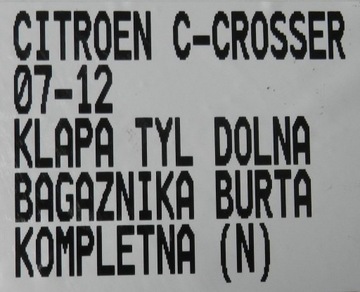 CITROEN C-CROSSER
07-12
KLAPA TYL DOLNA
BAGAZNIKA BURTA
KOMPLETNA (N)